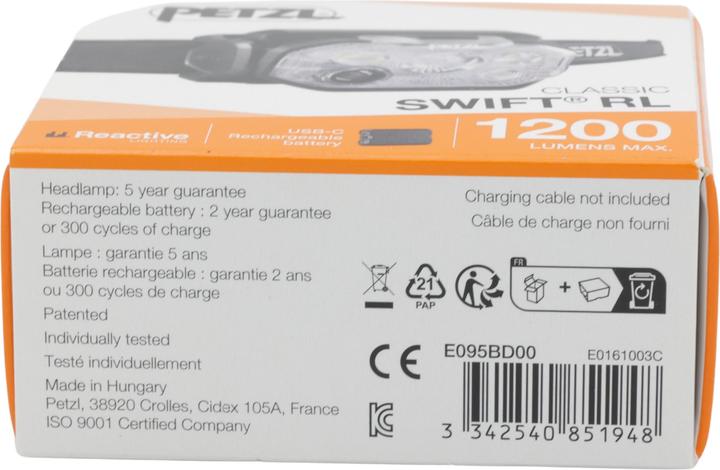 PETZL
PETZL
CLASSIC
SWIFT® RL
Reactive
LIGHTING
USB-C
Rechargeable
battery
1200
LUMENS MAX.
Headlamp: 5 year guarantee
Rechargeable battery : 2 year guarantee
or 300 cycles of charge
Lampe : garantie 5 ans
Batterie rechargeable : garantie 2 ans
ou 300 cycles de charge
Patented
Individually tested
Testé individuellement
Made in Hungary
Petzl, 38920 Crolles, Cidex 105A, France
ISO 9001 Certified Company
Charging cable not included
Câble de charge non fourni
21
PAP
FR
+
CE
E095BD00
E0161003C
3 342540 851948